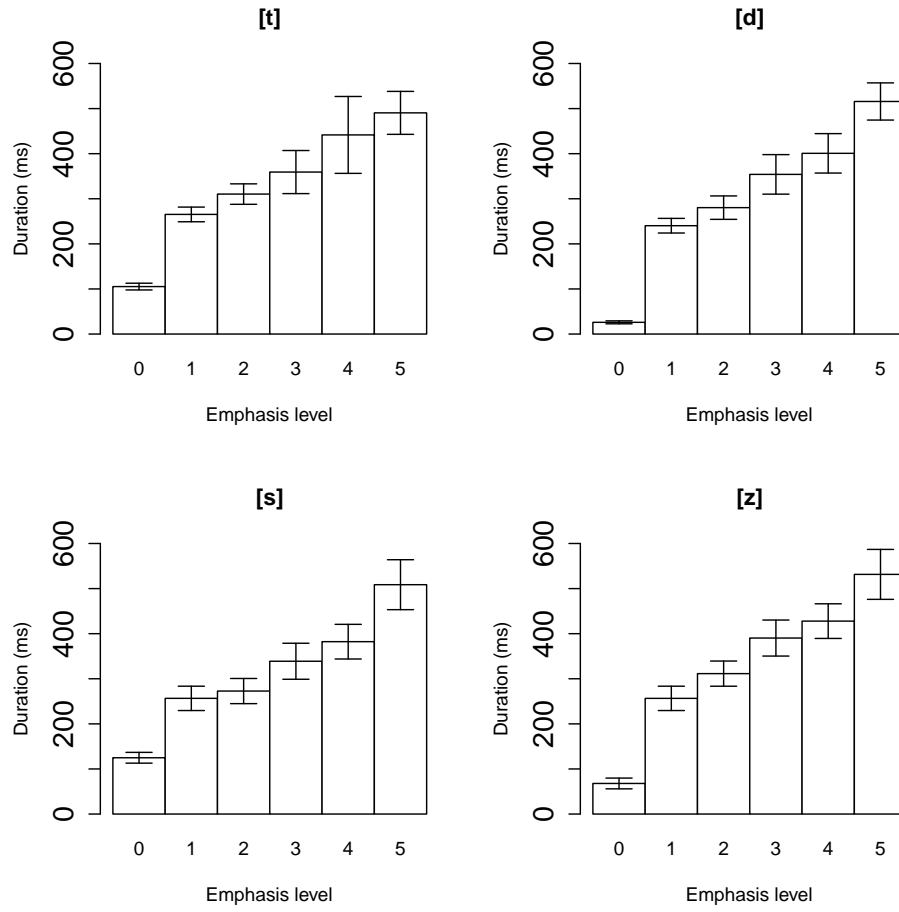 [t]
Duration (ms)
600
400
200
0
0 1 2 3 4 5
Emphasis level
[d]
Duration (ms)
600
400
200
0
0 1 2 3 4 5
Emphasis level
[s]
Duration (ms)
600
400
200
0
0 1 2 3 4 5
Emphasis level
[z]
Duration (ms)
600
400
200
0
0 1 2 3 4 5
Emphasis level